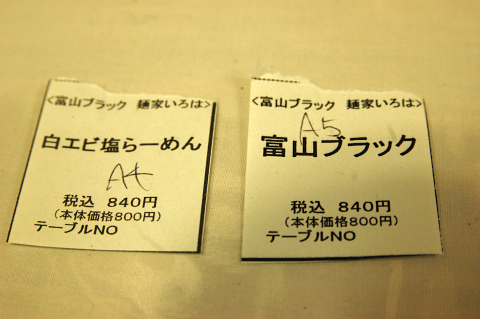 <富山ブラック 麺家いろは>
白エビ塩らーめん
A4
税込 840円
(本体価格800円)
テーブルNO
<富山ブラック 麺家いろは>
A5
富山ブラック
税込 840円
(本体価格800円)
テーブルNO